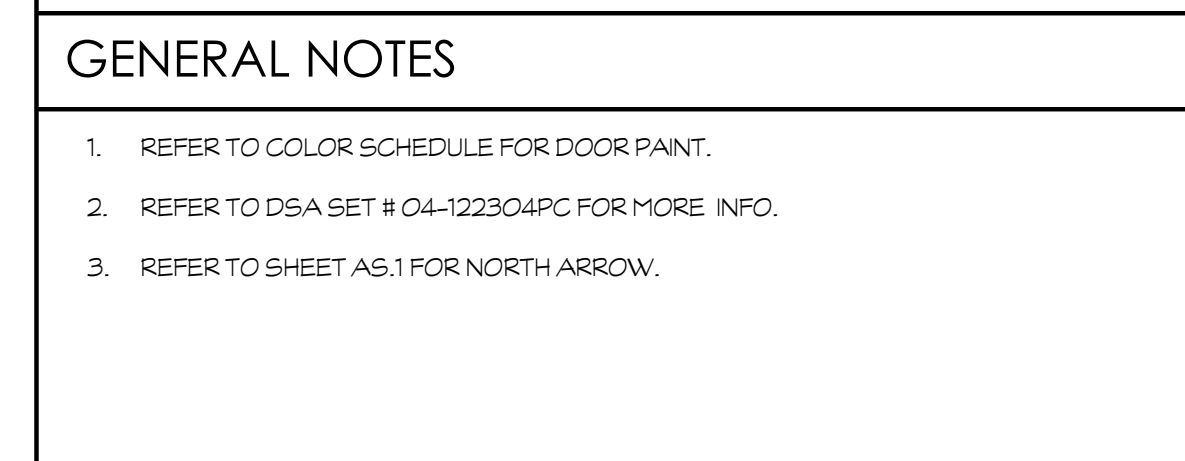 GENERAL NOTES
1. REFER TO COLOR SCHEDULE FOR DOOR PAINT.
2. REFER TO DSA SET # 04-122304PC FOR MORE INFO.
3. REFER TO SHEET AS.1 FOR NORTH ARROW.